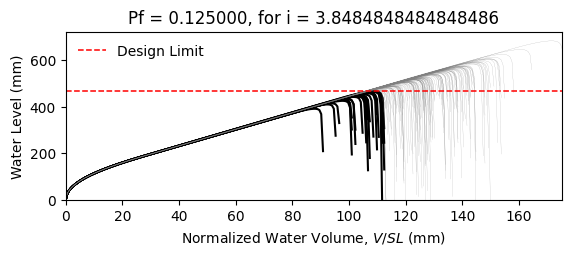 Pf = 0.125000, for i = 3.8484848484848486
Design Limit
Water Level (mm)
600
400
200
0
0 20 40 60 80 100 120 140 160
Normalized Water Volume, V/SL (mm)